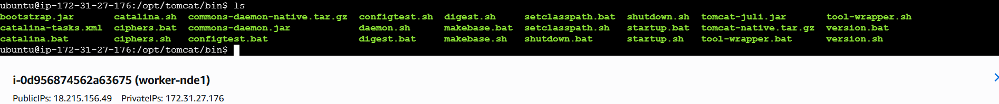 ubuntu@ip-172-31-27-176:/opt/tomcat/bin$ ls
bootstrap.jar catalina.sh commons-daemon-native.tar.gz configtest.sh digest.sh setclasspath.bat shutdown.sh tomcat-juli.jar tool-wrapper.sh
catalina-tasks.xml ciphers.bat commons-daemon.jar daemon.sh makebase.bat setclasspath.sh startup.bat tomcat-native.tar.gz version.bat
catalina.bat ciphers.sh configtest.bat digest.bat makebase.sh shutdown.bat startup.sh tool-wrapper.bat version.sh
ubuntu@ip-172-31-27-176:/opt/tomcat/bin$
i-0d956874562a63675 (worker-nde1)
PublicIPs: 18.215.156.49 PrivateIPs: 172.31.27.176